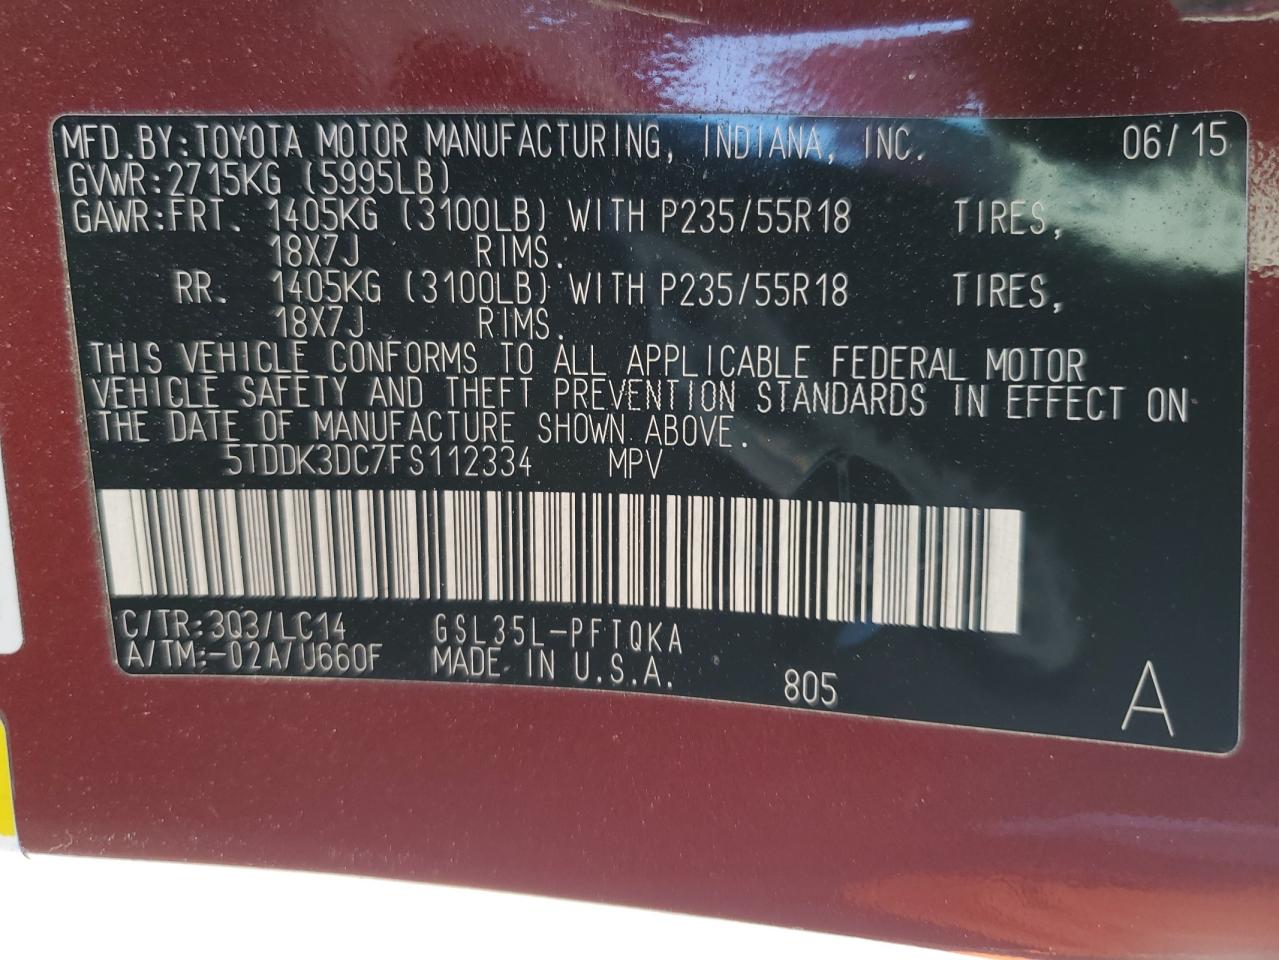 MFD.BY:TOYOTA MOTOR MANUFACTURING, INDIANA, INC. 06/15
GVWR:2715KG (5995LB)
GAWR:FRT. 1405KG (3100LB) WITH P235/55R18 TIRES,
18X7J RIMS.
RR. 1405KG (3100LB) WITH P235/55R18 TIRES,
18X7J RIMS.
THIS VEHICLE CONFORMS TO ALL APPLICABLE FEDERAL MOTOR
VEHICLE SAFETY AND THEFT PREVENTION STANDARDS IN EFFECT ON
THE DATE OF MANUFACTURE SHOWN ABOVE.
5TDDK3DC7FS112334 MPV
C/TR:3Q3/LC14 GSL35L-PFTQKA
A/TM:-02A/U660F MADE IN U.S.A.
805 A